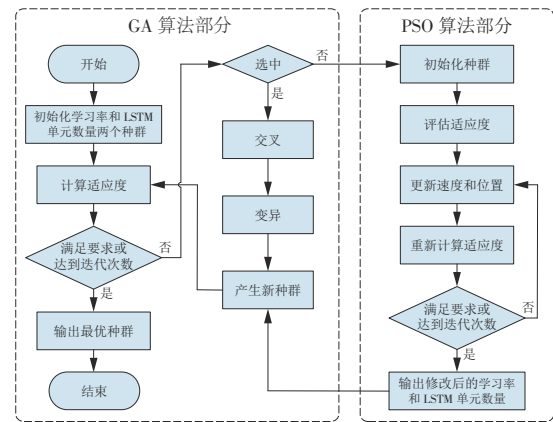 GA 算法部分
开始
初始化学习率和 LSTM
单元数量两个种群
计算适应度
满足要求或
达到迭代次数
否
是
输出最优种群
结束
选中
否
是
交叉
变异
产生新种群
PSO 算法部分
初始化种群
评估适应度
更新速度和位置
重新计算适应度
满足要求或
达到迭代次数
否
是
输出修改后的学习率
和 LSTM 单元数量